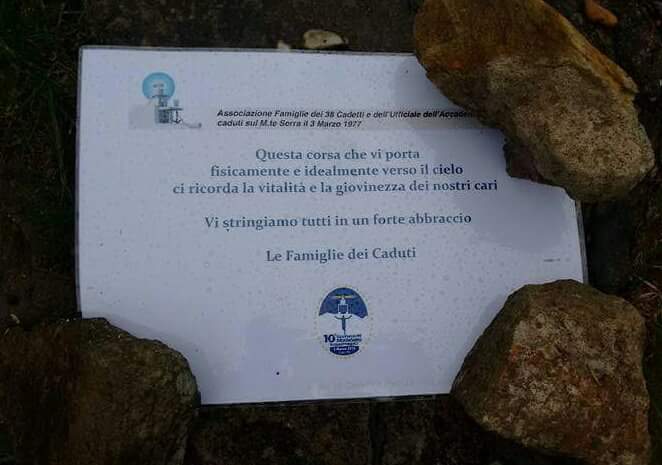 Associazione Famiglie dei 38 Cadetti e dell'Ufficiale dell'Accadem
caduti sul M.te Serra il 3 Marzo 1977
Questa corsa che vi porta
fisicamente e idealmente verso il cielo
ci ricorda la vitalità e la giovinezza dei nostri cari
Vi stringiamo tutti in un forte abbraccio
Le Famiglie dei Caduti
10